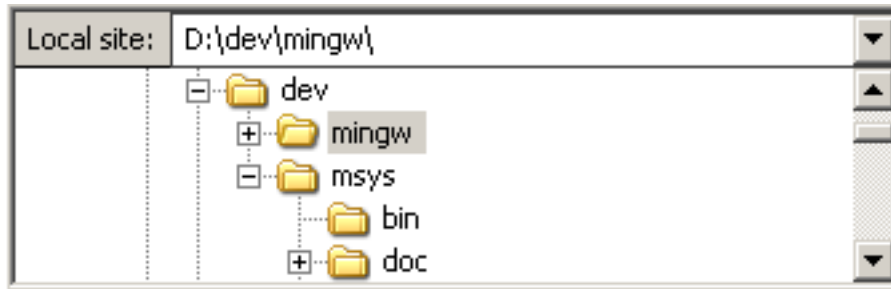 Local site: D:\dev\mingw\
dev
mingw
msys
bin
doc